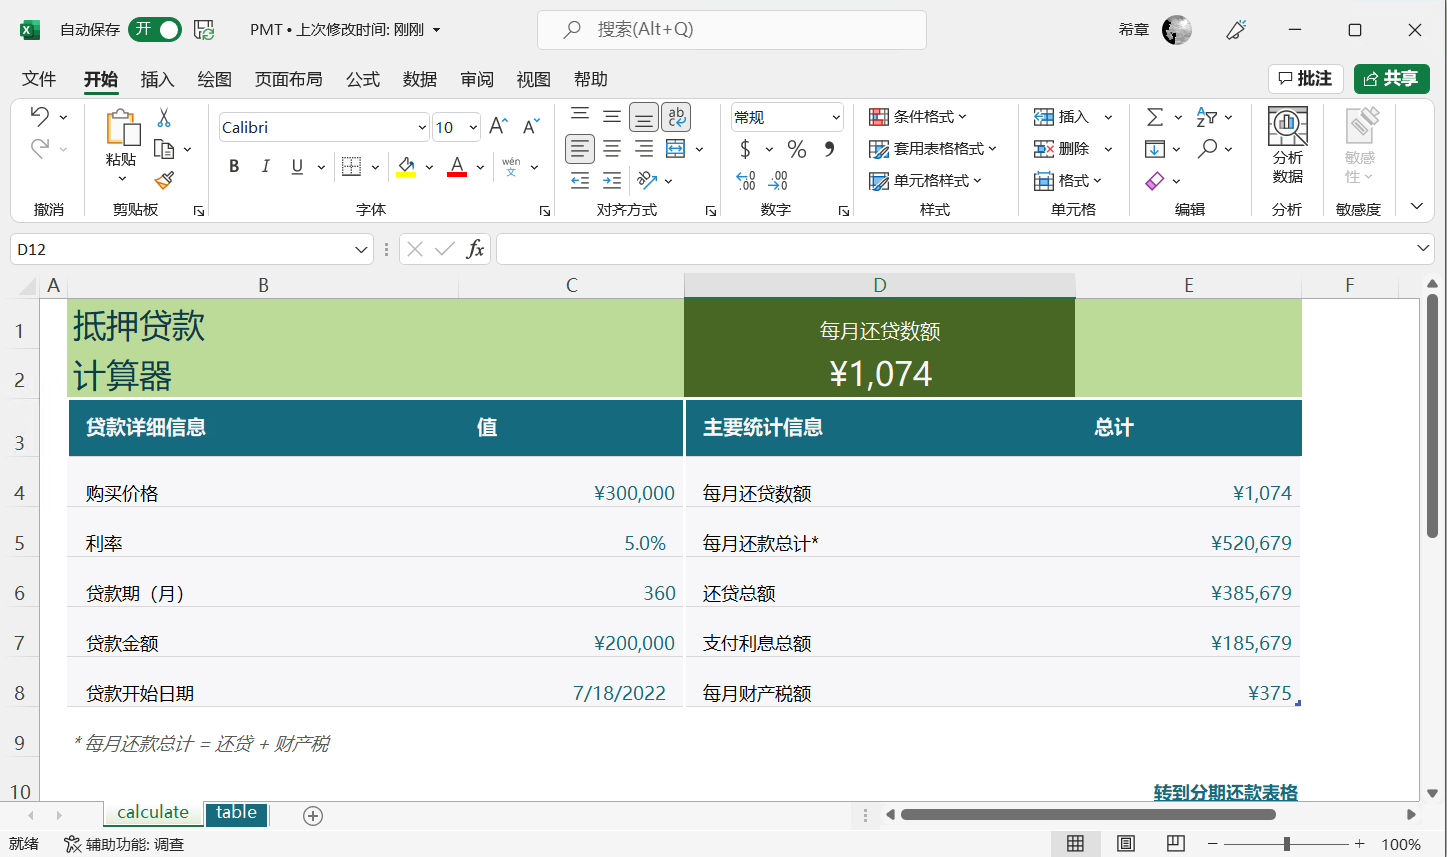 自动保存 开 PMT • 上次修改时间: 刚刚 搜索(Alt+Q) 希章
文件 开始 插入 绘图 页面布局 公式 数据 审阅 视图 帮助 批注 共享
Calibri 10 A A ab c 常规 条件格式 插入 Σ A Z
粘贴 B I U A wén 文 $ % 套用表格格式 删除 分析 数据 敏感 性
.00 .00 单元格样式 格式
撤消 剪贴板 字体 对齐方式 数字 样式 单元格 编辑 分析 敏感度
D12 fx
A B C D E F
1 抵押贷款 每月还贷数额
2 计算器 ¥1,074
3 贷款详细信息 值 主要统计信息 总计
4 购买价格 ¥300,000 每月还贷数额 ¥1,074
5 利率 5.0% 每月还款总计* ¥520,679
6 贷款期（月） 360 还贷总额 ¥385,679
7 贷款金额 ¥200,000 支付利息总额 ¥185,679
8 贷款开始日期 7/18/2022 每月财产税额 ¥375
9 * 每月还款总计 = 还贷 + 财产税
10 转到分期还款表格
calculate table
就绪 辅助功能: 调查 100%